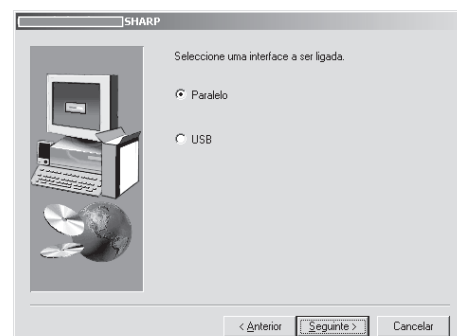 SHARP
Seleccione uma interface a ser ligada.
Paralelo
USB
< Anterior
Seguinte >
Cancelar